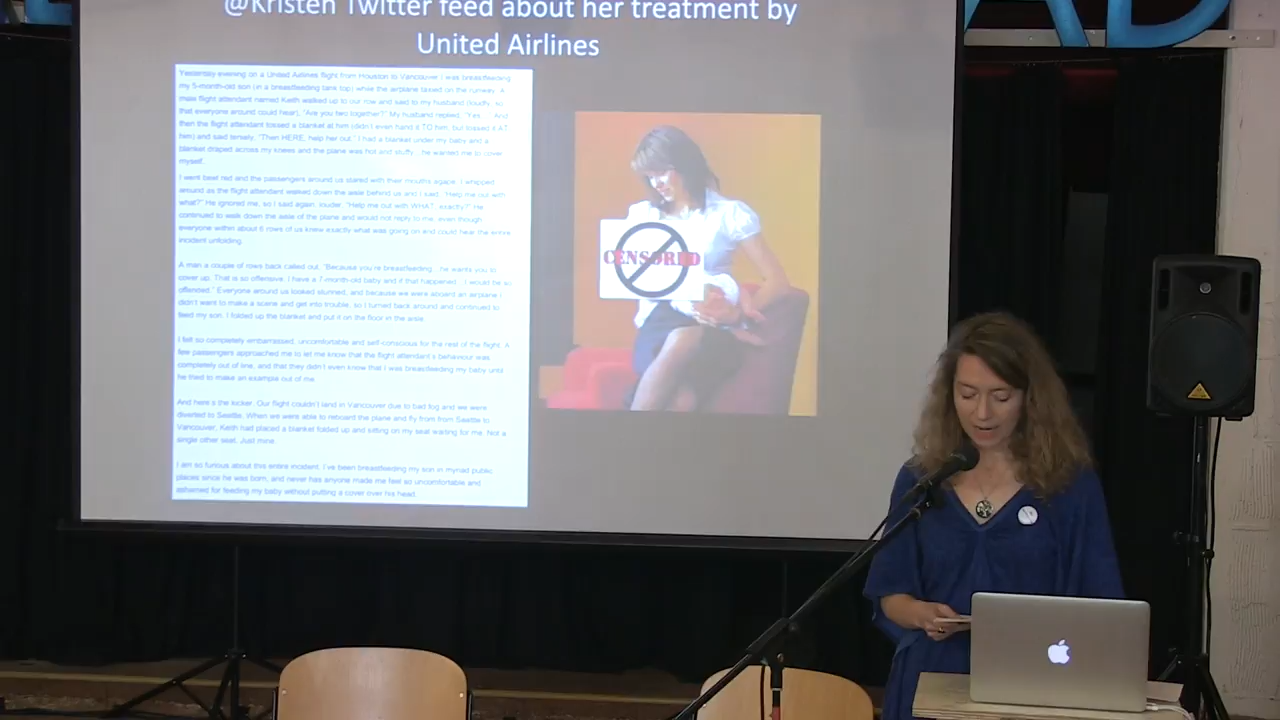 @Kristen Twitter feed about her treatment by
United Airlines
Yesterday evening on a United Airlines flight from Houston to Vancouver I was breastfeeding
my 5-month-old son (in a breastfeeding tank top) while the airplane taxied on the runway. A
male flight attendant named Keith walked up to our row and said to my husband (loudly, so
that everyone around could hear), "Are you two together?" My husband replied, "Yes." And
then the flight attendant tossed a blanket at him (didn't even hand it TO him, but tossed it AT
him) and said tersely, "Then HERE, help her out." I had a blanket under my baby and a
blanket draped across my knees and the plane was hot and stuffy... he wanted me to cover
myself.
I went beet red and the passengers around us stared with their mouths agape. I whipped
around as the flight attendant walked down the aisle behind us and I said, "Help me out with
what?" He ignored me, so I said again, louder, "Help me out with WHAT, exactly?" He
continued to walk down the aisle of the plane and would not reply to me, even though
everyone within about 6 rows of us knew exactly what was going on and could hear the entire
incident unfolding.
A man a couple of rows back called out, "Because you're breastfeeding... he wants you to
cover up. That is so offensive. I have a 7-month-old baby and if that happened... I would be so
offended." Everyone around us looked stunned, and because we were aboard an airplane I
didn't want to make a scene and get into trouble, so I turned back around and continued to
feed my son. I folded up the blanket and put it on the floor in the aisle.
I felt so completely embarrassed, uncomfortable and self-conscious for the rest of the flight. A
few passengers approached me to let me know that the flight attendant's behaviour was
completely out of line, and that they didn't even know that I was breastfeeding my baby until
he tried to make an example out of me.
And here's the kicker. Our flight couldn't land in Vancouver due to bad fog and we were
diverted to Seattle. When we were able to reboard the plane and fly from from Seattle to
Vancouver, Keith had placed a blanket folded up and sitting on my seat waiting for me. Not a
single other seat. Just mine.
I am so furious about this entire incident. I've been breastfeeding my son in myriad public
places since he was born, and never has anyone made me feel so uncomfortable and
ashamed for feeding my baby without putting a cover over his head.
CENSORED